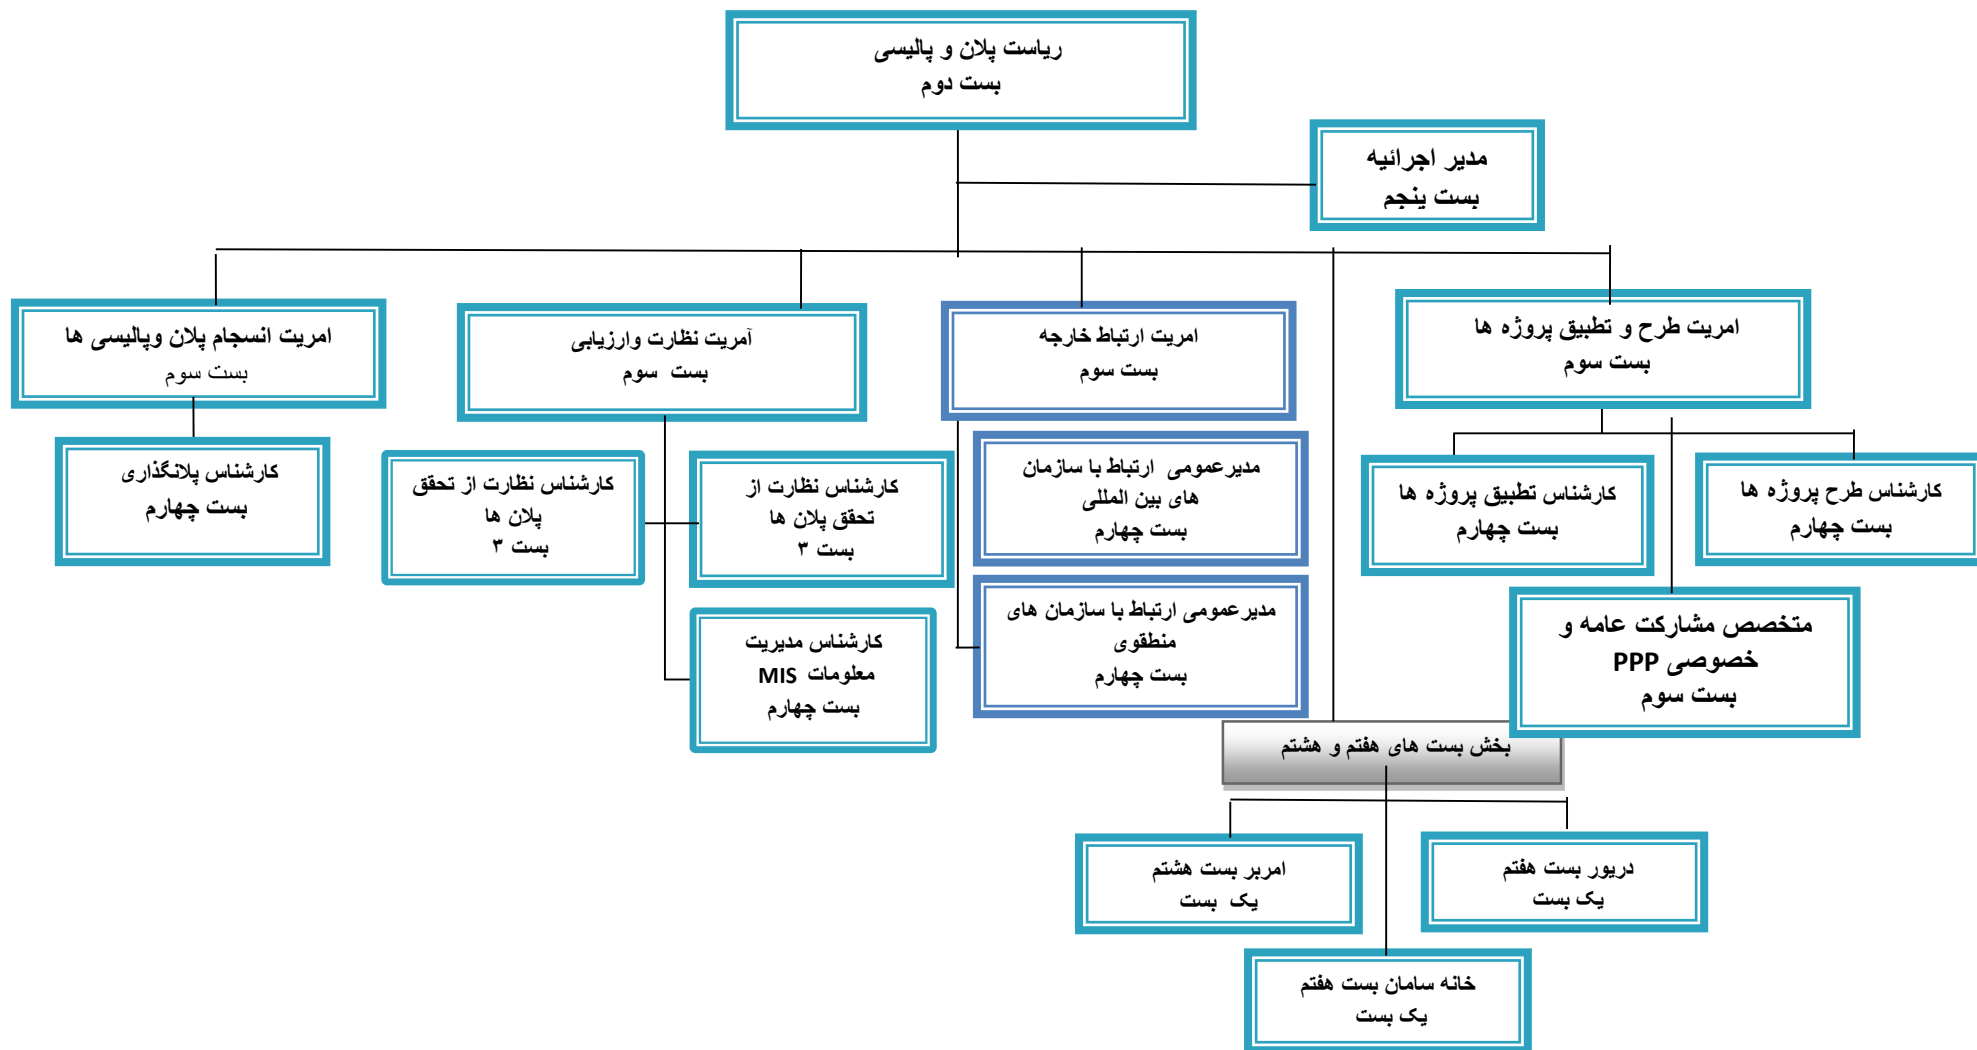 ریاست پلان و پالیسی
بست دوم
مدیر اجرائیه
بست پنجم
امریت طرح و تطبیق پروژه ها
بست سوم
امریت ارتباط خارجه
بست سوم
آمریت نظارت وارزیابی
بست سوم
امریت انسجام پلان وپالیسی ها
بست سوم
کارشناس طرح پروژه ها
بست چهارم
کارشناس تطبیق پروژه ها
بست چهارم
متخصص مشارکت عامه و
خصوصی PPP
بست سوم
مدیرعمومی ارتباط با سازمان
های بین المللی
بست چهارم
مدیرعمومی ارتباط با سازمان های
منطقوی
بست چهارم
کارشناس نظارت از
تحقق پلان ها
بست ۳
کارشناس نظارت از تحقق
پلان ها
بست ۳
کارشناس مدیریت
معلومات MIS
بست چهارم
کارشناس پلانگذاری
بست چهارم
بخش بست های هفتم و هشتم
دریور بست هفتم
یک بست
امربر بست هشتم
یک بست
خانه سامان بست هفتم
یک بست